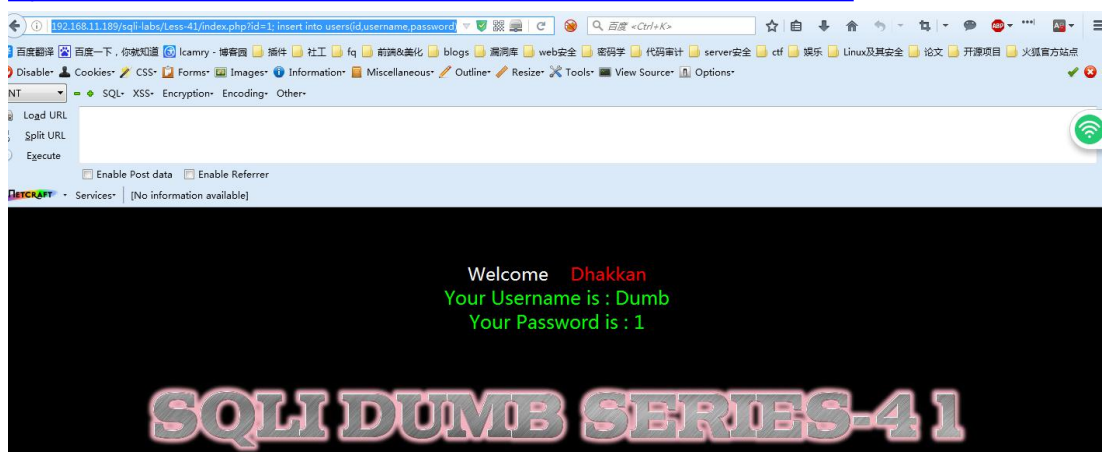 192.168.11.189/sqli-labs/Less-41/index.php?id=1; insert into users(id,username,password)
百度 <Ctrl+K>
百度翻译 百度一下，你就知道 lcamry - 博客园 插件 社工 fq 前端&美化 blogs 漏洞库 web安全 密码学 代码审计 server安全 ctf 娱乐 Linux及其安全 论文 开源项目 火狐官方站点
Disable Cookies CSS Forms Images Information Miscellaneous Outline Resize Tools View Source Options
NT SQL XSS Encryption Encoding Other
Load URL
Split URL
Execute
Enable Post data Enable Referrer
NETCRAFT Services [No information available]
Welcome Dhakkan
Your Username is : Dumb
Your Password is : 1
SQLI DUMB SERIES-41